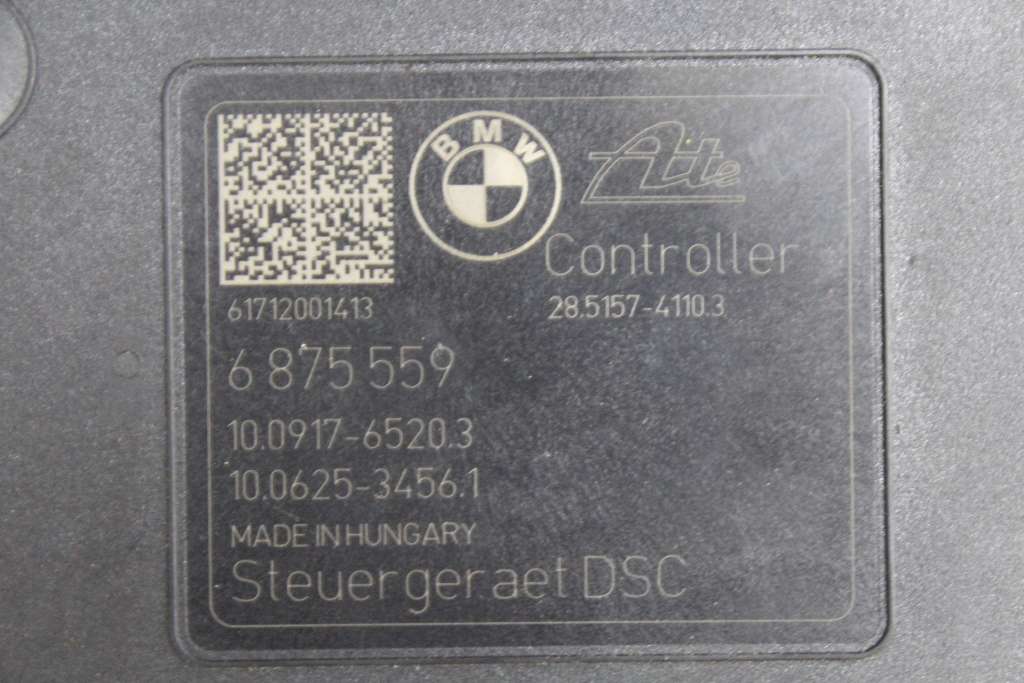 BMW
Ate
Controller
61712001413
28.5157-4110.3
6 875 559
10.0917-6520.3
10.0625-3456.1
MADE IN HUNGARY
Steuergeraet DSC